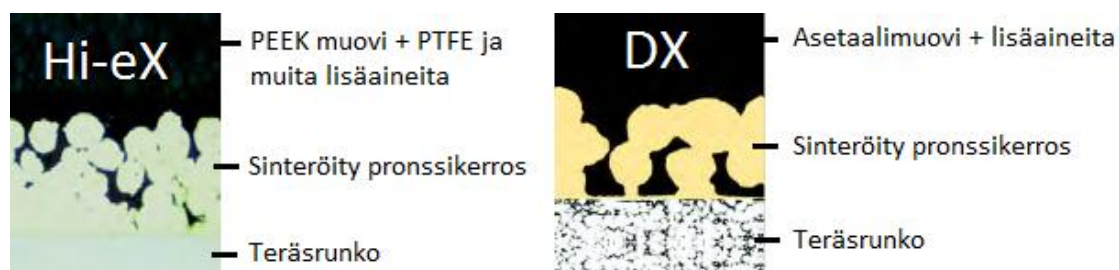 Hi-eX
PEEK muovi + PTFE ja
muita lisäaineita
Sinteröity pronssikerros
Teräsrunko
DX
Asetaalimuovi + lisäaineita
Sinteröity pronssikerros
Teräsrunko